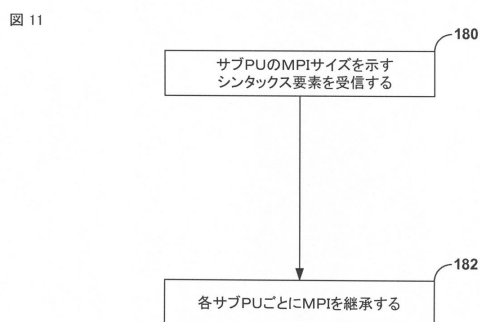 図 11
180
サブPUのMPIサイズを示す
シンタックス要素を受信する
182
各サブPUごとにMPIを継承する